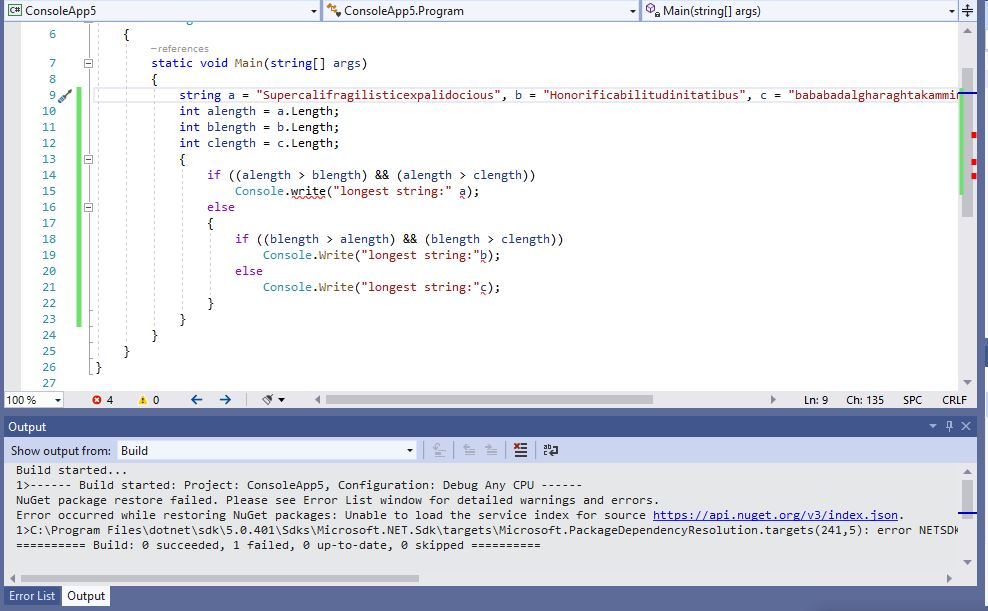 C# ConsoleApp5 ConsoleApp5.Program Main(string[] args)
6 {
—references
7 static void Main(string[] args)
8 {
9 string a = "Supercalifragilisticexpalidocious", b = "Honorificabilitudinitatibus", c = "bababadalgharaghtakammin
10 int alength = a.Length;
11 int blength = b.Length;
12 int clength = c.Length;
13 {
14 if ((alength > blength) && (alength > clength))
15 Console.write("longest string:" a);
16 else
17 {
18 if ((blength > alength) && (blength > clength))
19 Console.Write("longest string:"b);
20 else
21 Console.Write("longest string:"c);
22 }
23 }
24 }
25 }
26 }
27
100 % 4 0 Ln: 9 Ch: 135 SPC CRLF
Output
Show output from: Build
Build started...
1>------ Build started: Project: ConsoleApp5, Configuration: Debug Any CPU ------
NuGet package restore failed. Please see Error List window for detailed warnings and errors.
Error occurred while restoring NuGet packages: Unable to load the service index for source https://api.nuget.org/v3/index.json.
1>C:\Program Files\dotnet\sdk\5.0.401\Sdks\Microsoft.NET.Sdk\targets\Microsoft.PackageDependencyResolution.targets(241,5): error NETSDK
========== Build: 0 succeeded, 1 failed, 0 up-to-date, 0 skipped ==========
Error List Output